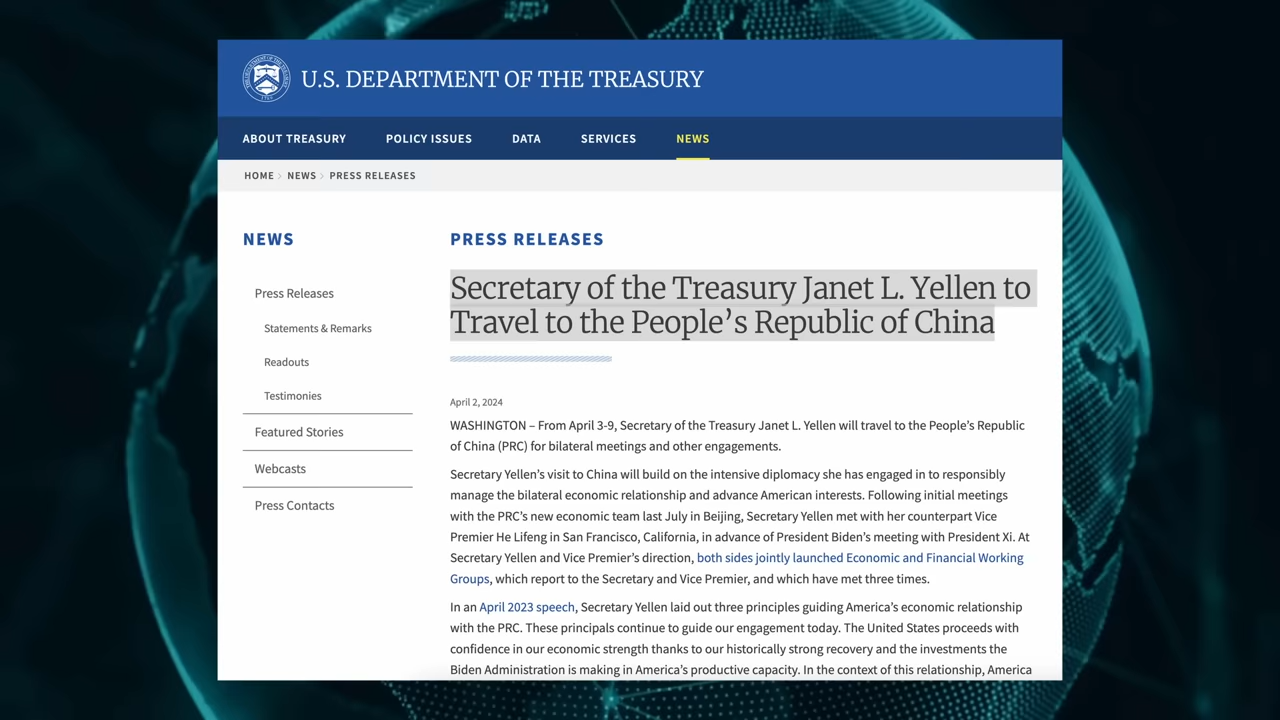 U.S. DEPARTMENT OF THE TREASURY
ABOUT TREASURY POLICY ISSUES DATA SERVICES NEWS
HOME > NEWS > PRESS RELEASES
NEWS
Press Releases
Statements & Remarks
Readouts
Testimonies
Featured Stories
Webcasts
Press Contacts
PRESS RELEASES
Secretary of the Treasury Janet L. Yellen to
Travel to the People’s Republic of China
April 2, 2024
WASHINGTON – From April 3-9, Secretary of the Treasury Janet L. Yellen will travel to the People’s Republic
of China (PRC) for bilateral meetings and other engagements.
Secretary Yellen’s visit to China will build on the intensive diplomacy she has engaged in to responsibly
manage the bilateral economic relationship and advance American interests. Following initial meetings
with the PRC’s new economic team last July in Beijing, Secretary Yellen met with her counterpart Vice
Premier He Lifeng in San Francisco, California, in advance of President Biden’s meeting with President Xi. At
Secretary Yellen and Vice Premier’s direction, both sides jointly launched Economic and Financial Working
Groups, which report to the Secretary and Vice Premier, and which have met three times.
In an April 2023 speech, Secretary Yellen laid out three principles guiding America’s economic relationship
with the PRC. These principals continue to guide our engagement today. The United States proceeds with
confidence in our economic strength thanks to our historically strong recovery and the investments the
Biden Administration is making in America’s productive capacity. In the context of this relationship, America